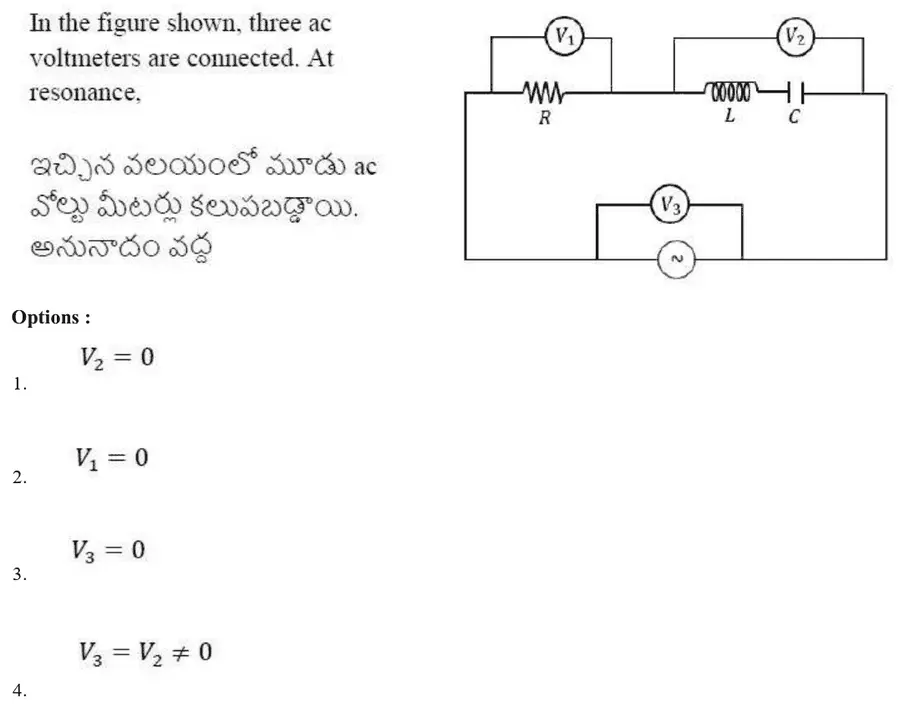 In the figure shown, three ac
voltmeters are connected. At
resonance,
ఇచ్చిన వలయంలో మూడు ac
వోల్టు మీటర్లు కలుపబడ్డాయి.
అనునాదం వద్ద
V₁
V₂
R
L
C
V₃
~
Options :
V₂ = 0
1.
V₁ = 0
2.
V₃ = 0
3.
V₃ = V₂ ≠ 0
4.